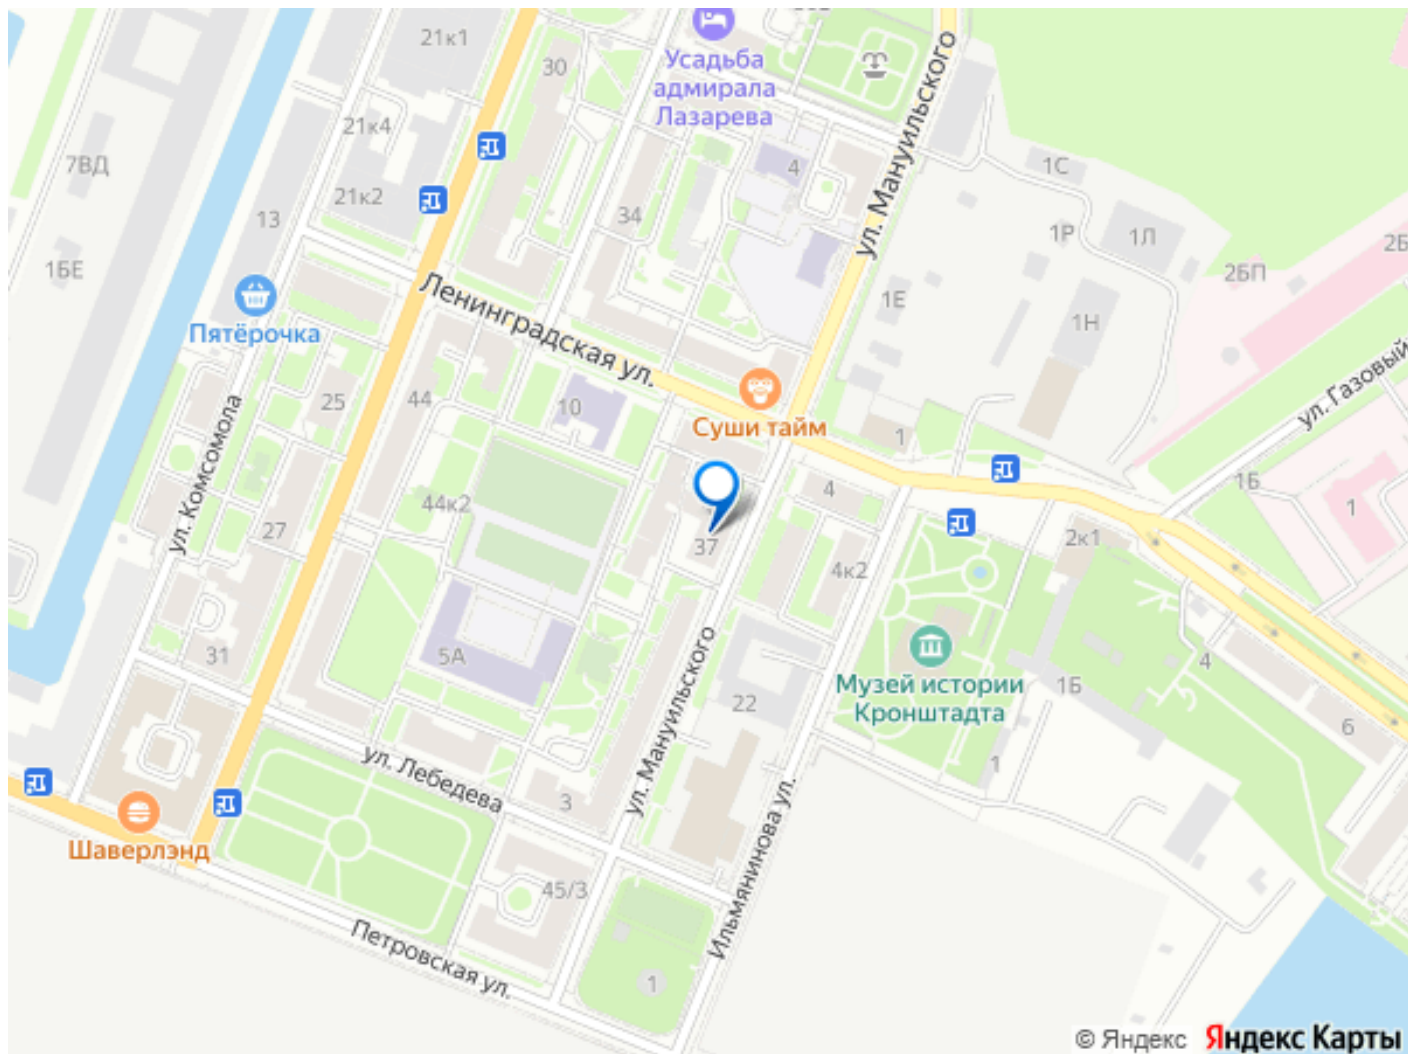 21к1
30
Усадьба
адмирала
Лазарева
ул. Мануильского
21к4
7ВД
21к2
13
34
4
1С
1Р
1Л
2БП
2Б
1БЕ
Пятёрочка
Ленинградская ул.
1Е
1Н
ул. Газовый
25
44
10
Суши тайм
1
ул. Комсомола
27
44к2
4
1Б
1
37
2к1
4к2
31
5А
ул. Мануильского
22
Музей истории
Кронштадта
1Б
4
6
ул. Лебедева
3
1
Ильмянинова ул.
Шаверлэнд
45/3
Петровская ул.
1
© Яндекс
Яндекс Карты